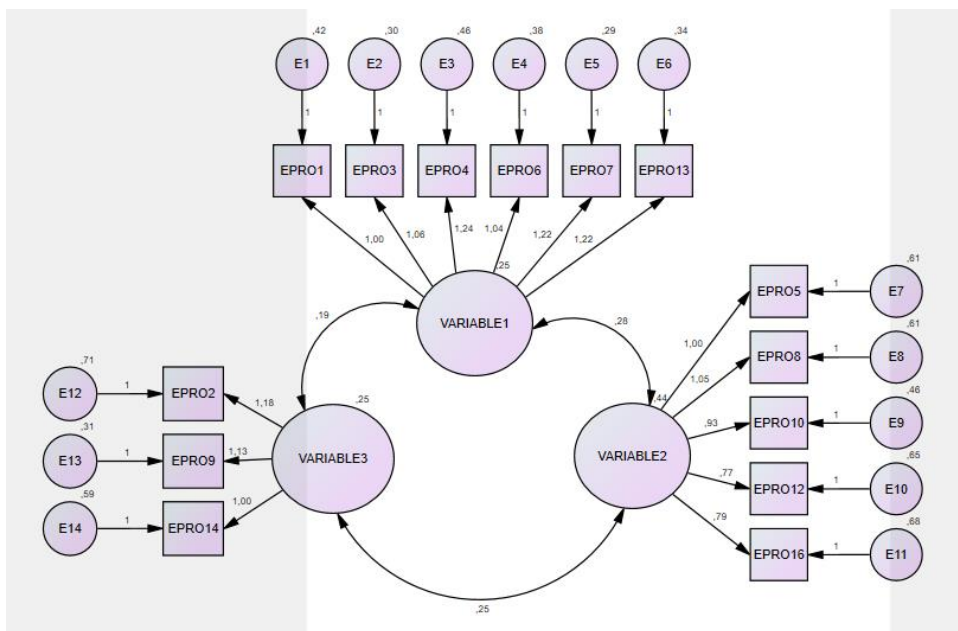 ,42 ,30 ,46 ,38 ,29 ,34
E1 E2 E3 E4 E5 E6
1 1 1 1 1 1
EPRO1 EPRO3 EPRO4 EPRO6 EPRO7 EPRO13
1,00 1,06 1,24 1,04 1,22 1,22
,25
VARIABLE1
,19
,28
,61
EPRO5 1 E7
1,00
,61
EPRO8 1 E8
1,05
,46
EPRO10 1 E9
,93
,65
EPRO12 1 E10
,77
,68
EPRO16 1 E11
,79
,44
VARIABLE2
,71
E12 1 EPRO2
1,18
,31
E13 1 EPRO9
1,13
,59
E14 1 EPRO14
1,00
,25
VARIABLE3
,25